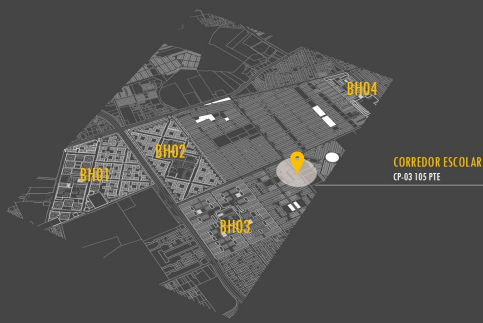 BH04
BH02
CORREDOR ESCOLAR
CP-03 105 PTE
BH01
BH03